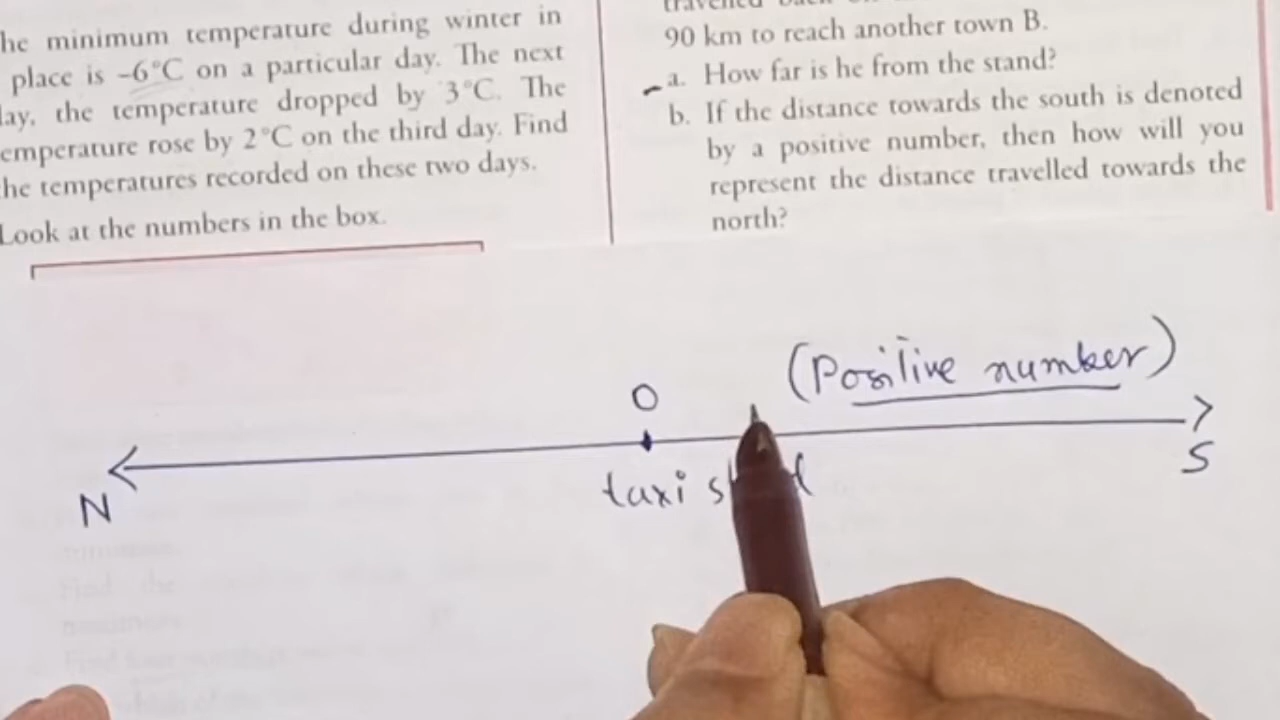 he minimum temperature during winter in
place is –6°C on a particular day. The next
ay, the temperature dropped by 3°C. The
emperature rose by 2°C on the third day. Find
he temperatures recorded on these two days.
Look at the numbers in the box.
90 km to reach another town B.
a. How far is he from the stand?
b. If the distance towards the south is denoted
by a positive number, then how will you
represent the distance travelled towards the
north?
(Positive number)
0
N
S
taxi